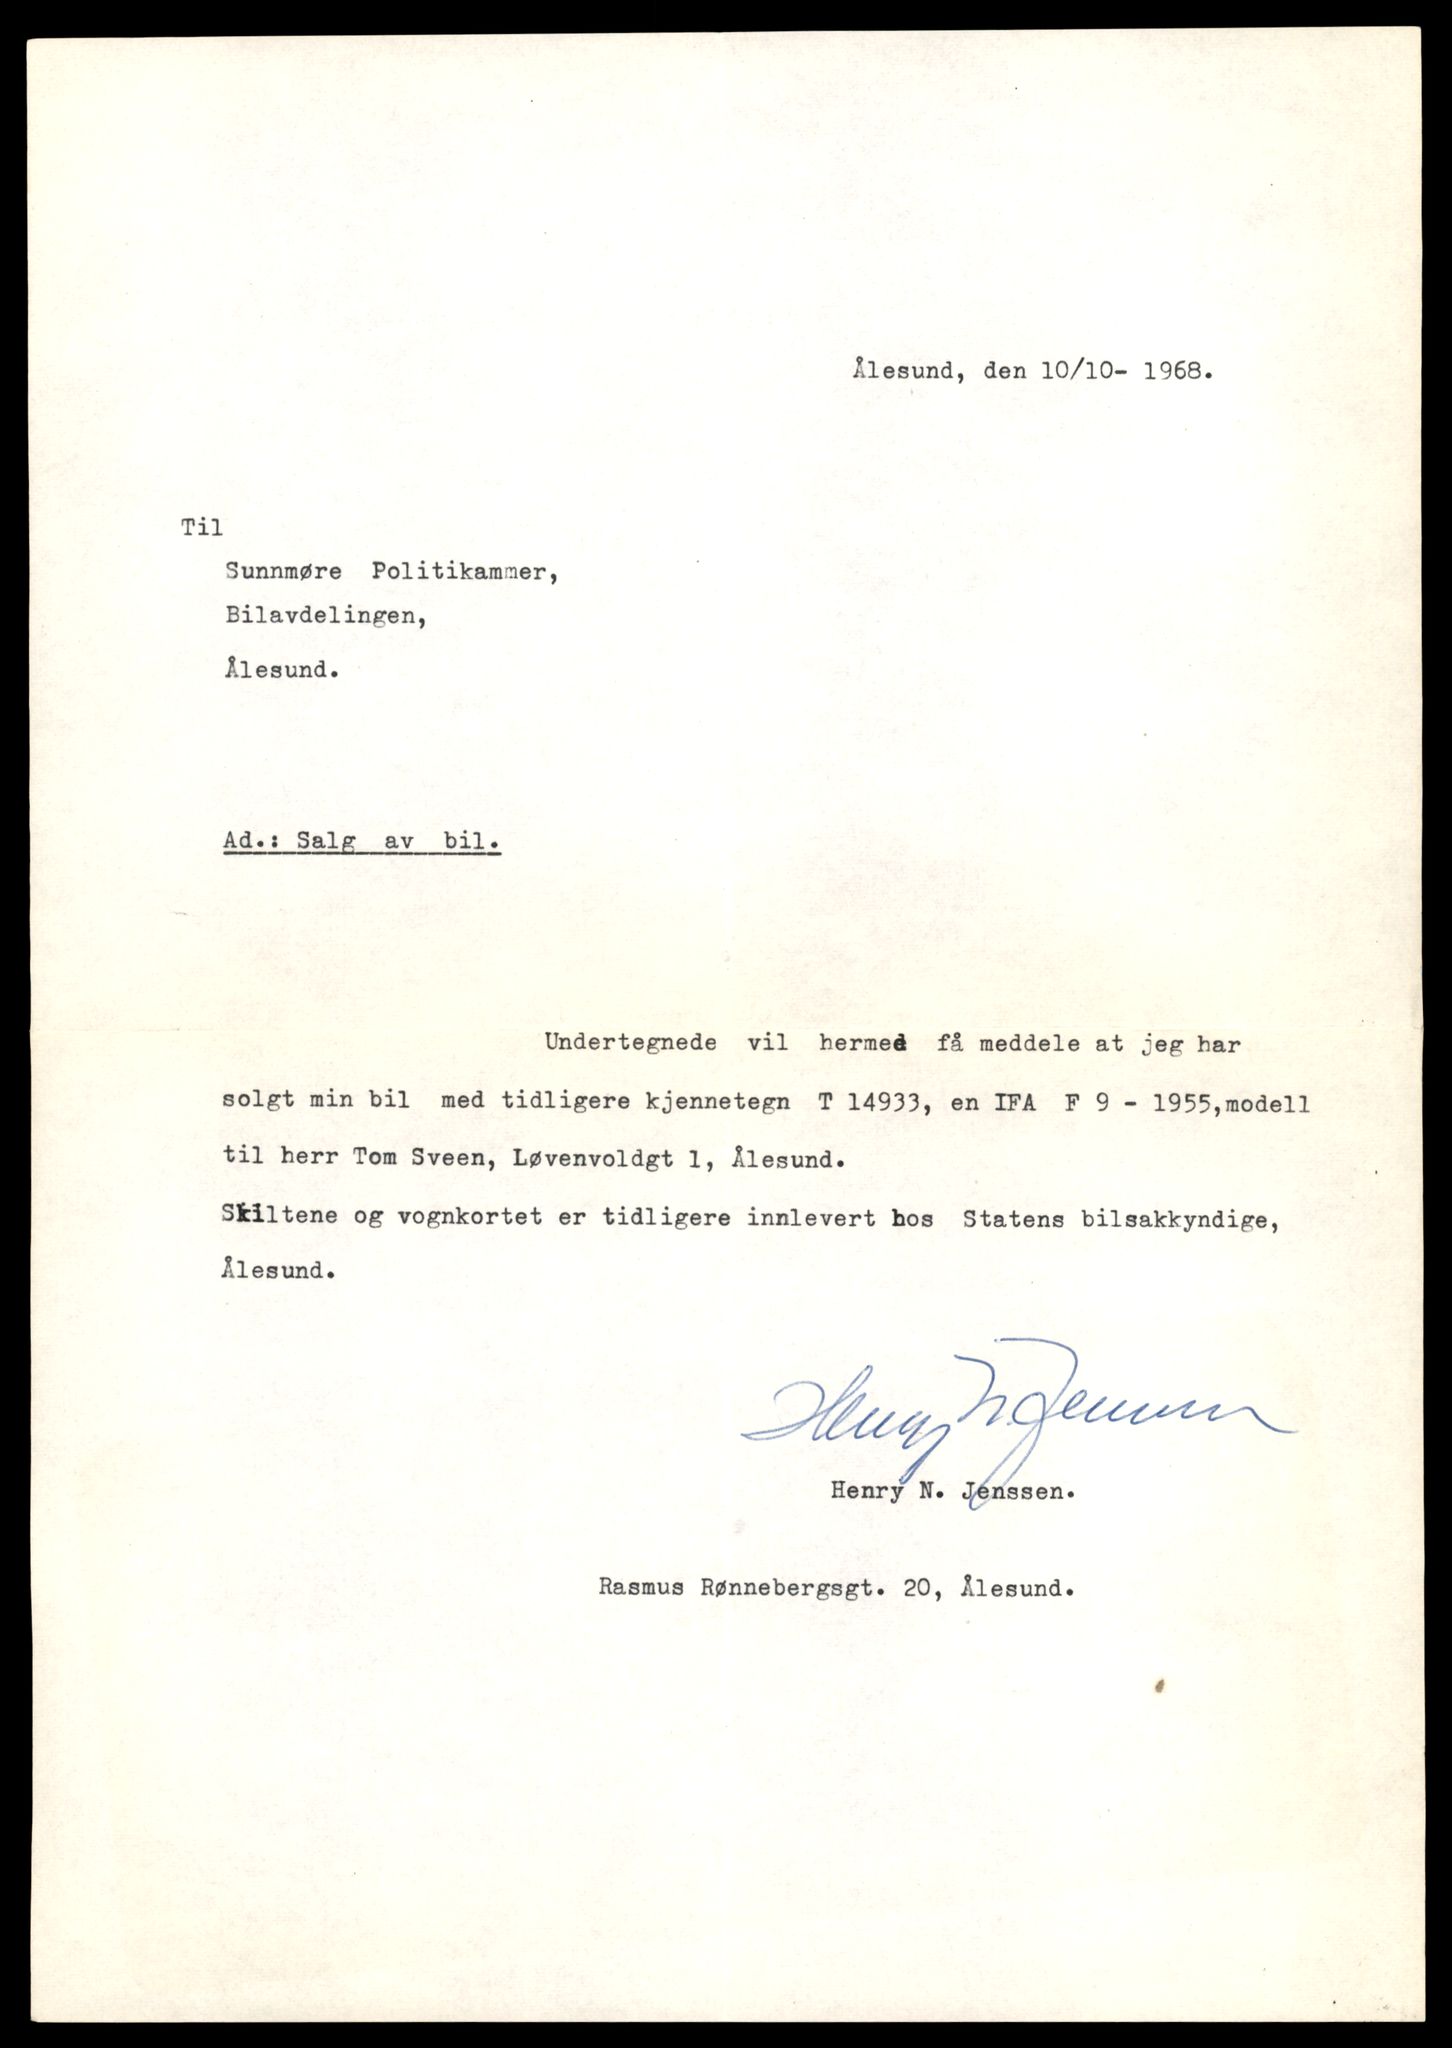 Ålesund, den 10/10- 1968.
Til
Sunnmøre Politikammer,
Bilavdelingen,
Ålesund.
Ad.: Salg av bil.
Undertegnede vil hermed få meddele at jeg har
solgt min bil med tidligere kjennetegn T 14933, en IFA F 9 - 1955,modell
til herr Tom Sveen, Løvenvoldgt 1, Ålesund.
Skiltene og vognkortet er tidligere innlevert hos Statens bilsakkyndige,
Ålesund.
Henry N. Jenssen
Henry N. Jenssen.
Rasmus Rønnebergsgt. 20, Ålesund.